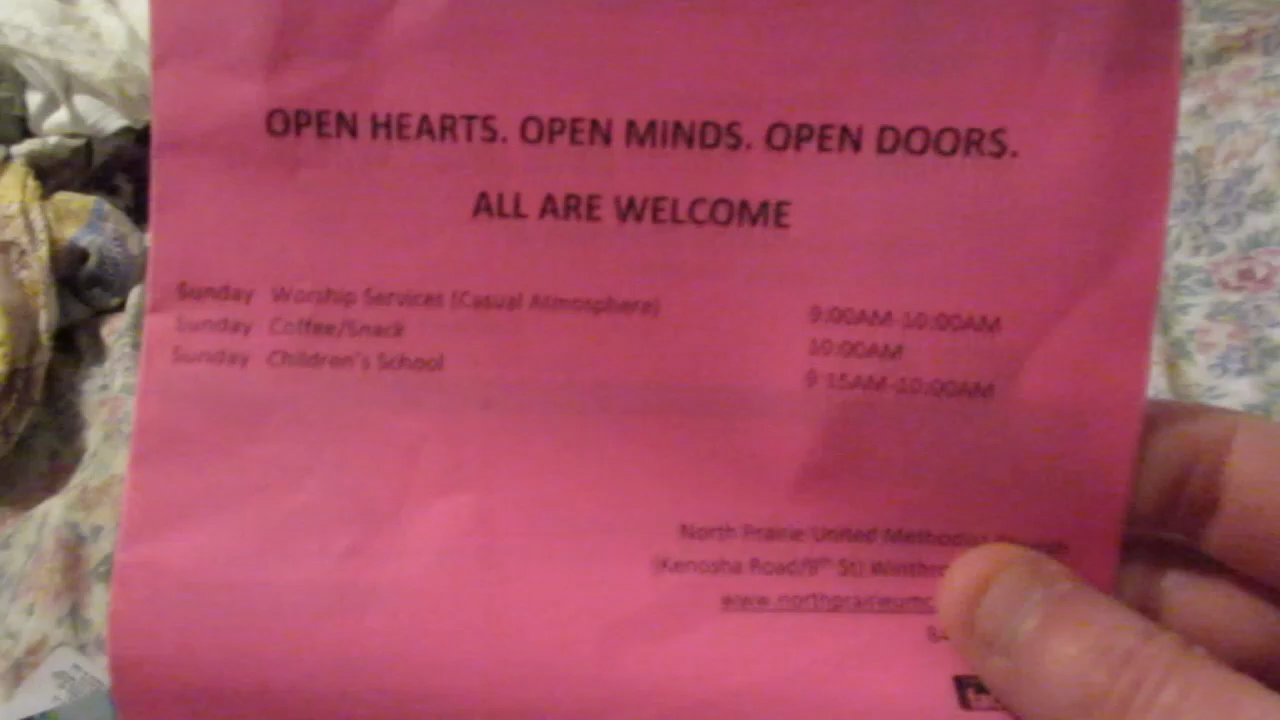 OPEN HEARTS. OPEN MINDS. OPEN DOORS.
ALL ARE WELCOME
Sunday Worship Services (Casual Atmosphere) 9:00AM-10:00AM
Sunday Coffee/Snack 10:00AM
Sunday Children's School 9:15AM-10:00AM
North Prairie United
(Kenosha Road/9th St)
www.northprairieumc